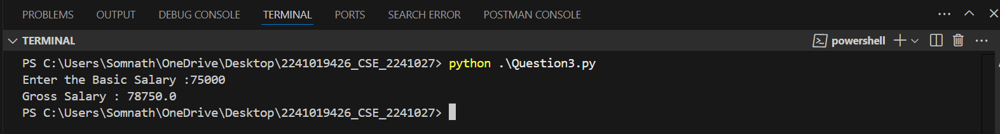 PROBLEMS OUTPUT DEBUG CONSOLE TERMINAL PORTS SEARCH ERROR POSTMAN CONSOLE
TERMINAL powershell
PS C:\Users\Somnath\OneDrive\Desktop\2241019426_CSE_2241027> python .\Question3.py
Enter the Basic Salary :75000
Gross Salary : 78750.0
PS C:\Users\Somnath\OneDrive\Desktop\2241019426_CSE_2241027>